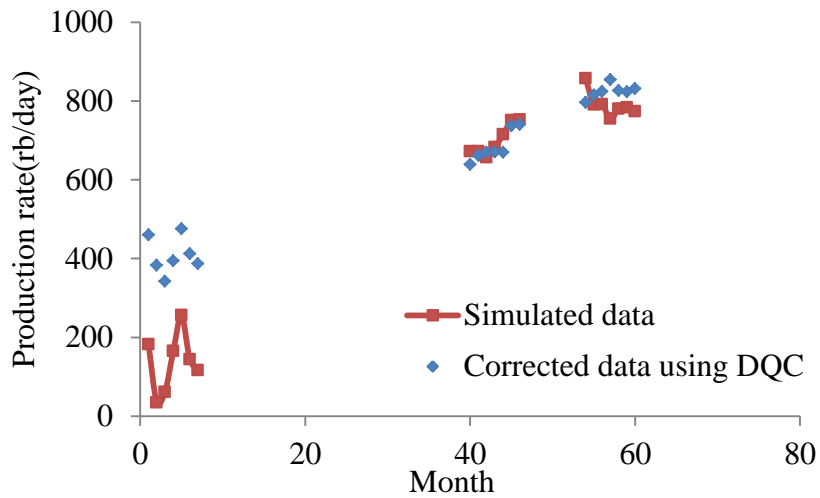 1000
800
600
400
200
0
Production rate(rb/day)
Simulated data
Corrected data using DQC
0 20 40 60 80
Month